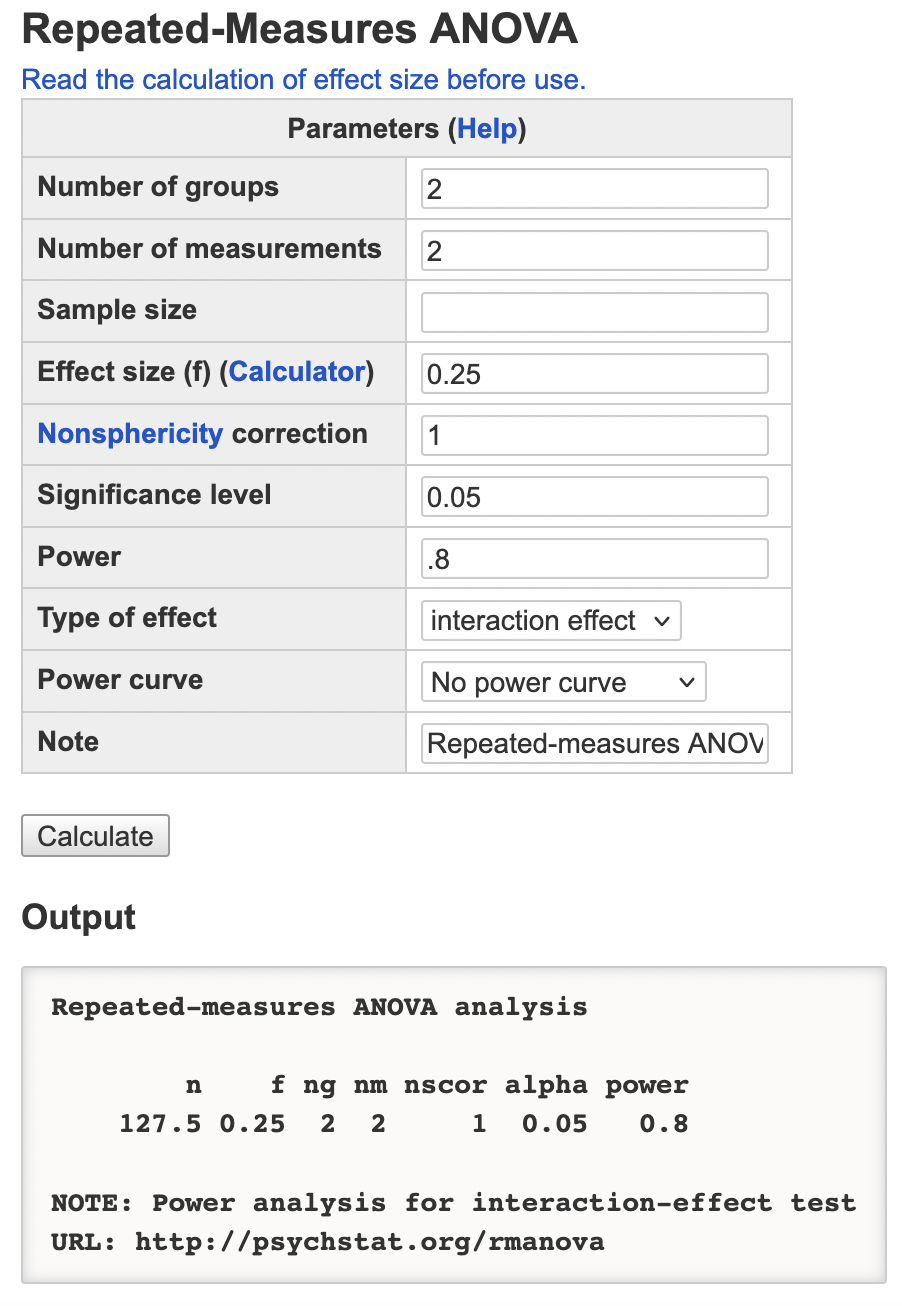 Repeated-Measures ANOVA
Read the calculation of effect size before use.
Parameters (Help)
Number of groups 2
Number of measurements 2
Sample size
Effect size (f) (Calculator) 0.25
Nonsphericity correction 1
Significance level 0.05
Power .8
Type of effect interaction effect
Power curve No power curve
Note Repeated-measures ANOV
Calculate
Output
Repeated-measures ANOVA analysis
n f ng nm nscor alpha power
127.5 0.25 2 2 1 0.05 0.8
NOTE: Power analysis for interaction-effect test
URL: http://psychstat.org/rmanova